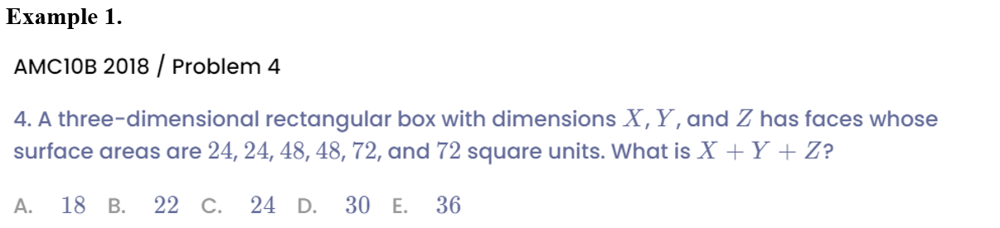 Example 1.
AMC10B 2018 / Problem 4
4. A three-dimensional rectangular box with dimensions X, Y, and Z has faces whose
surface areas are 24, 24, 48, 48, 72, and 72 square units. What is X + Y + Z?
A. 18 B. 22 C. 24 D. 30 E. 36